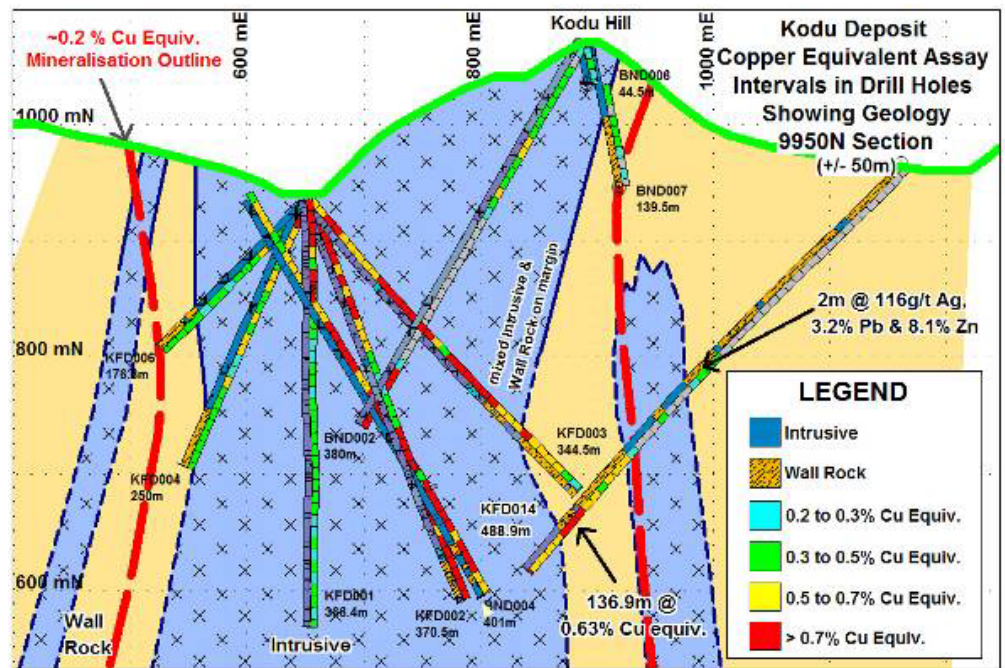 ~0.2 % Cu Equiv.
Mineralisation Outline
600 mE
800 mE
Kodu Hill
1000 mE
Kodu Deposit
Copper Equivalent Assay
Intervals in Drill Holes
Showing Geology
9950N Section
(+/- 50m)
BND006
44.5m
1000 mN
BND007
139.5m
mixed intrusive &
Wall Rock on margin
2m @ 116g/t Ag,
3.2% Pb & 8.1% Zn
800 mN
KFD006
BND002
380m
KFD003
344.5m
KFD004
250m
KFD014
488.9m
LEGEND
Intrusive
Wall Rock
0.2 to 0.3% Cu Equiv.
0.3 to 0.5% Cu Equiv.
0.5 to 0.7% Cu Equiv.
> 0.7% Cu Equiv.
600 mN
KFD001
KFD002
370.5m
401m
136.9m @
0.63% Cu equiv.
Wall
Rock
Intrusive